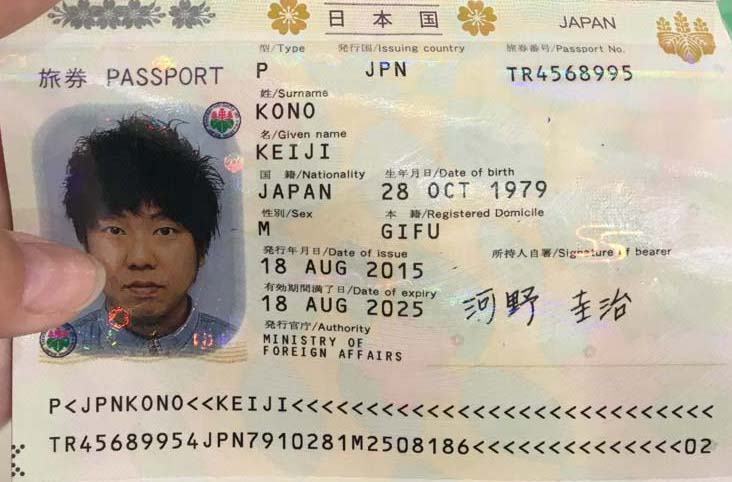 日本国 JAPAN
型/Type 発行国/Issuing country 旅券番号/Passport No.
旅券 PASSPORT P JPN TR4568995
姓/Surname
KONO
名/Given name
KEIJI
国 籍/Nationality 生年月日/Date of birth
JAPAN 28 OCT 1979
性別/Sex 本 籍/Registered Domicile
M GIFU
発行年月日/Date of issue 所持人自署/Signature of bearer
18 AUG 2015
有効期間満了日/Date of expiry
18 AUG 2025 河野 圭治
発行官庁/Authority
MINISTRY OF
FOREIGN AFFAIRS
P<JPNKONO<<KEIJI<<<<<<<<<<<<<<<<<<<<<<<<<<<<
TR45689954JPN7910281M2508186<<<<<<<<<<<<<<02